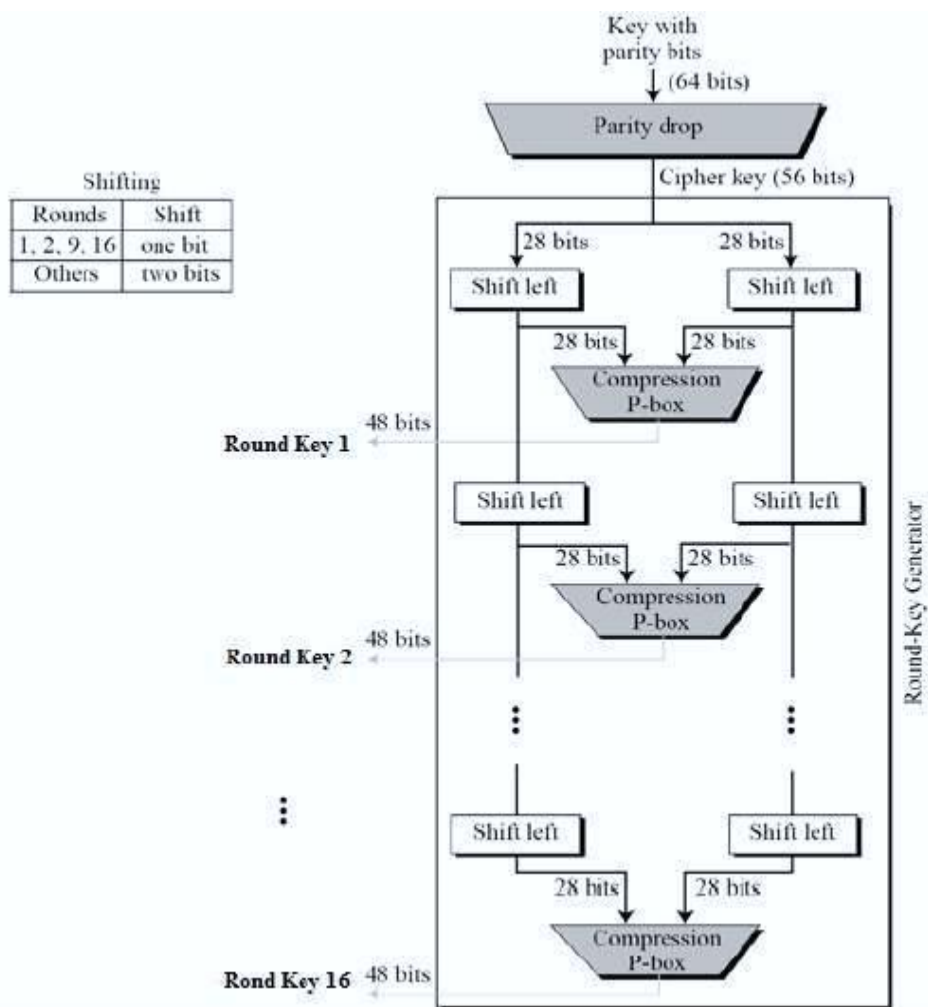 Key with
parity bits
(64 bits)
Parity drop
Cipher key (56 bits)
Shifting
Rounds Shift
1, 2, 9, 16 one bit
Others two bits
28 bits 28 bits
Shift left Shift left
28 bits 28 bits
Compression
P-box
48 bits
Round Key 1
Shift left Shift left
28 bits 28 bits
Compression
P-box
48 bits
Round Key 2
Round-Key Generator
Shift left Shift left
28 bits 28 bits
Compression
P-box
48 bits
Rond Key 16